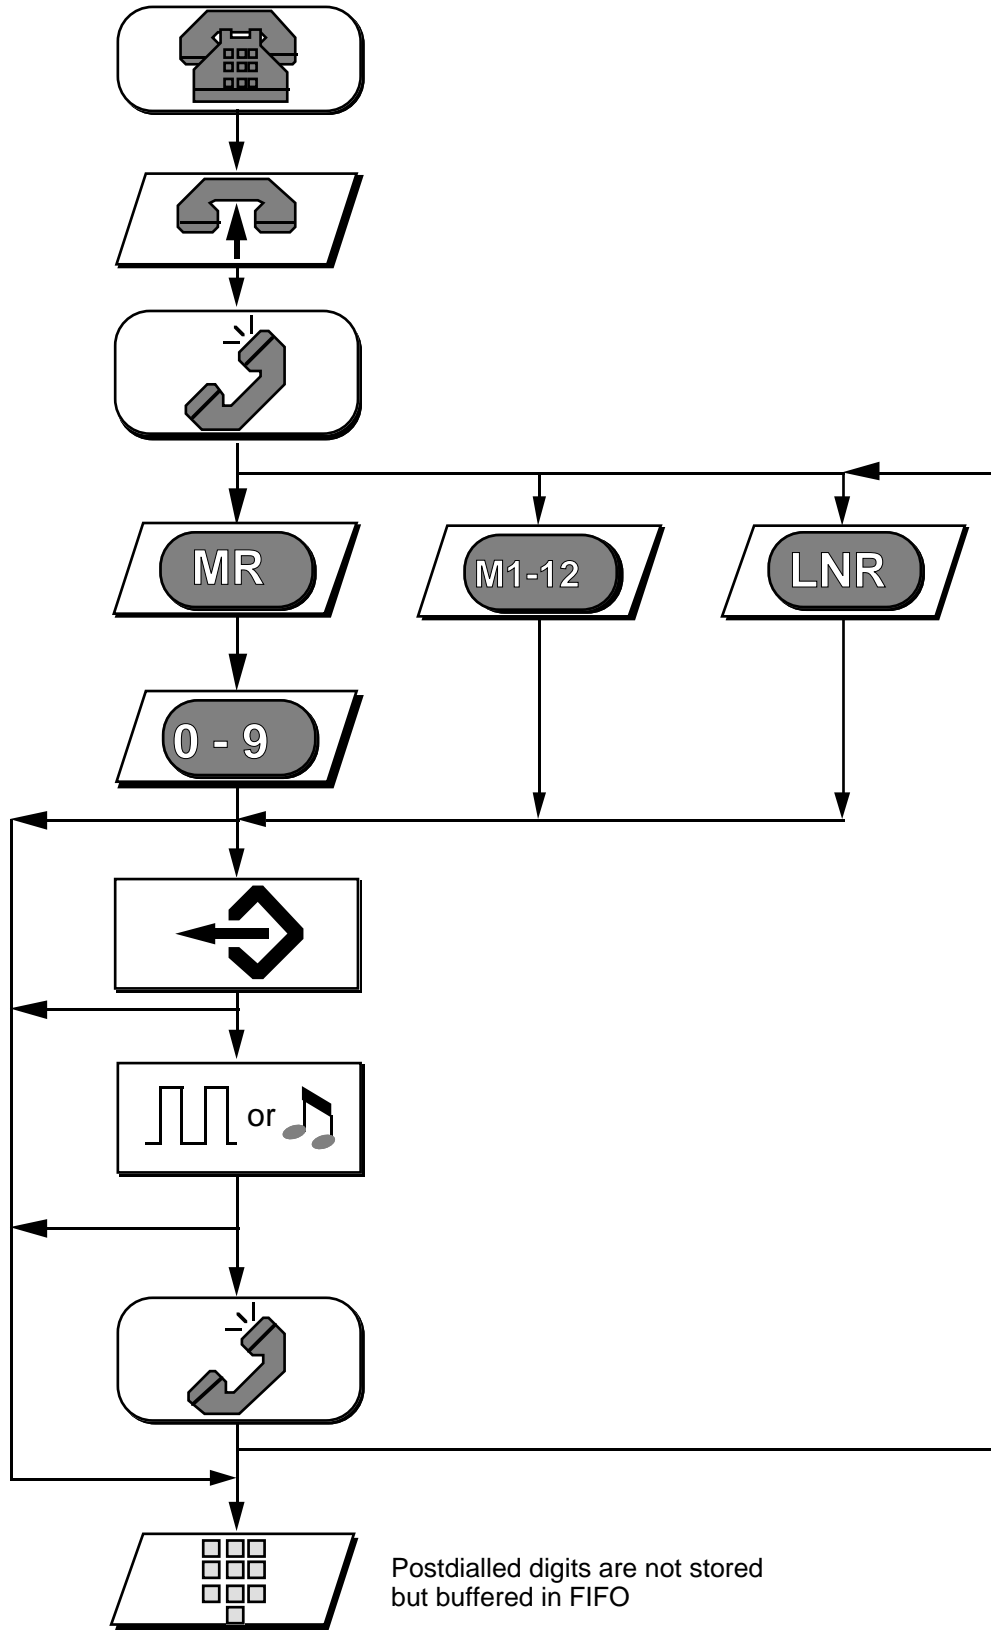 MR
M1-12
LNR
0 - 9
or
Postdialled digits are not stored
but buffered in FIFO